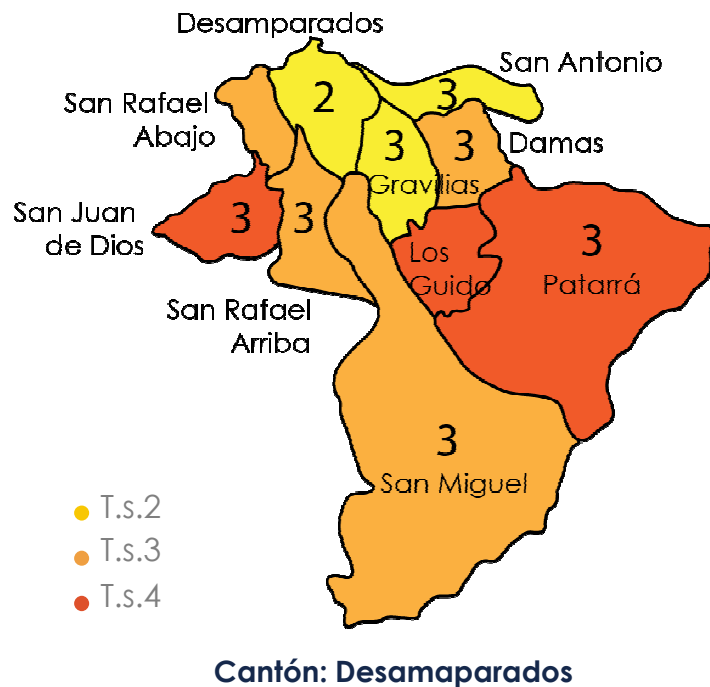 Desamparados
San Antonio
San Rafael
Abajo
2
3
3
3
Damas
Gravilias
San Juan
de Dios
3
3
Los
Guido
3
Patarrá
San Rafael
Arriba
3
San Miguel
T.s.2
T.s.3
T.s.4
Cantón: Desamaparados